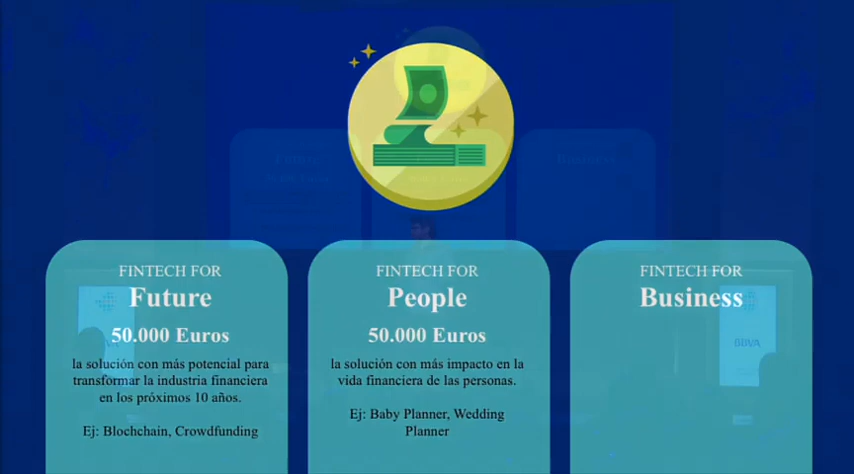 FINTECH FOR
Future
50.000 Euros
la solución con más potencial para
transformar la industria financiera
en los próximos 10 años.
Ej: Blochchain, Crowdfunding
FINTECH FOR
People
50.000 Euros
la solución con más impacto en la
vida financiera de las personas.
Ej: Baby Planner, Wedding
Planner
FINTECH FOR
Business
BBVA